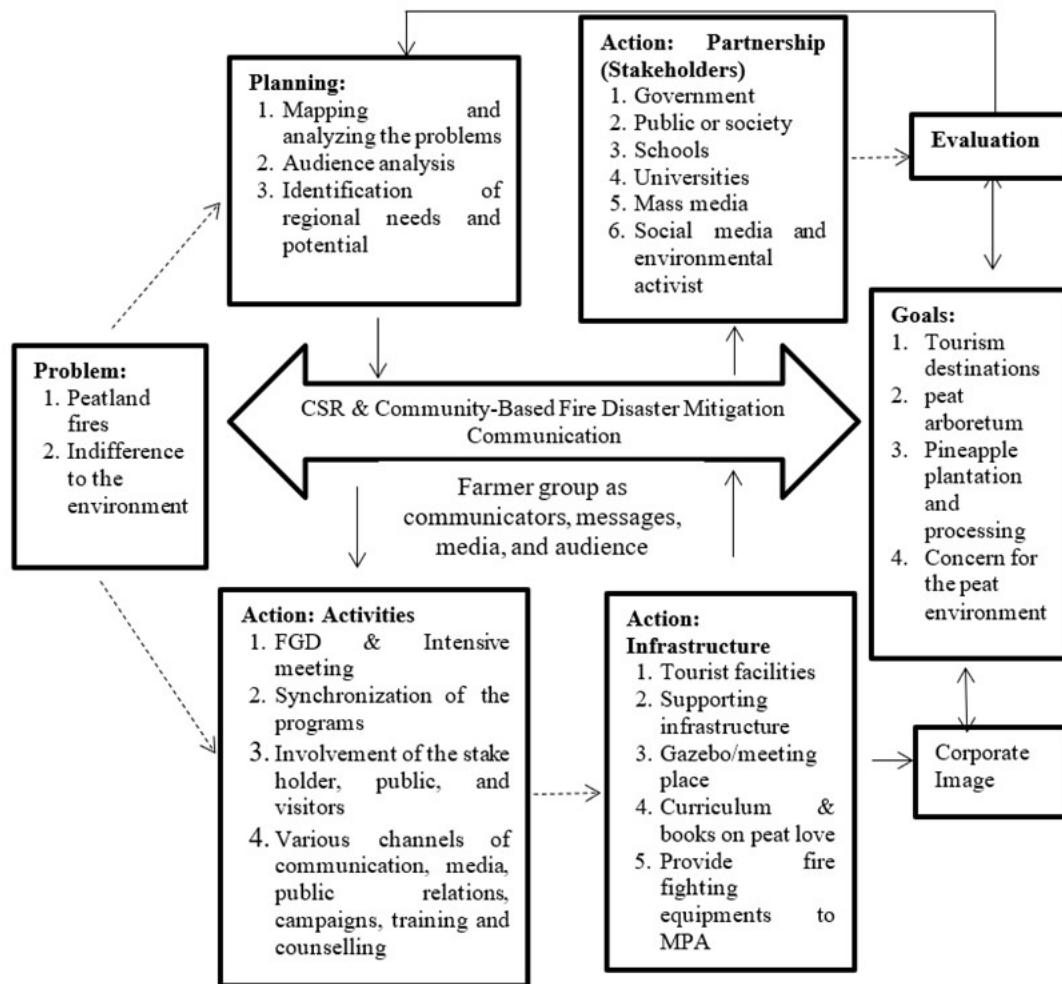 Planning:
1. Mapping and
analyzing the problems
2. Audience analysis
3. Identification of
regional needs and
potential
Action: Partnership
(Stakeholders)
1. Government
2. Public or society
3. Schools
4. Universities
5. Mass media
6. Social media and
environmental
activist
Evaluation
Problem:
1. Peatland
fires
2. Indifference
to the
environment
CSR & Community-Based Fire Disaster Mitigation
Communication
Farmer group as
communicators, messages,
media, and audience
Goals:
1. Tourism
destinations
2. peat
arboretum
3. Pineapple
plantation and
processing
4. Concern for
the peat
environment
Action: Activities
1. FGD & Intensive
meeting
2. Synchronization of the
programs
3. Involvement of the stake
holder, public, and
visitors
4. Various channels of
communication, media,
public relations,
campaigns, training and
counselling
Action:
Infrastructure
1. Tourist facilities
2. Supporting
infrastructure
3. Gazebo/meeting
place
4. Curriculum &
books on peat love
5. Provide fire
fighting
equipments to
MPA
Corporate
Image